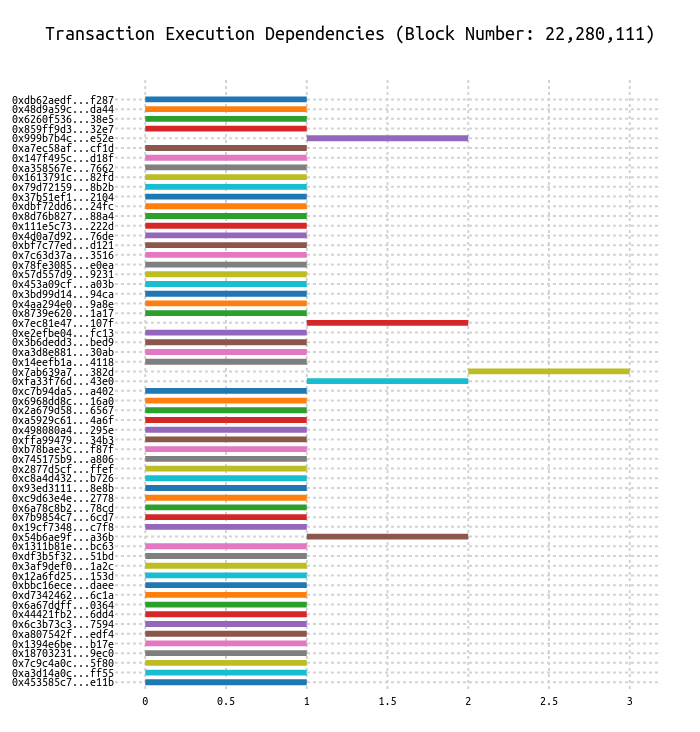 Transaction Execution Dependencies (Block Number: 22,280,111)
0xdb62aedf...f287
0x48d9a59c...da44
0x6260f536...38e5
0x859ff9d3...32e7
0x999b7b4c...e52e
0xa7ec58af...cf1d
0x147f495c...d18f
0xa358567e...7662
0x1613791c...82fd
0x79d72159...8b2b
0x37b51ef1...2104
0xdbf72dd6...24fc
0x8d76b827...88a4
0x111e5c73...222d
0x4d0a7d92...76de
0xbf7c77ed...d121
0x7c63d37a...3516
0x78fe3085...e0ea
0x57d557d9...9231
0x453a09cf...a03b
0x3bd99d14...94ca
0x4aa294e0...9a8e
0x8739e620...1a17
0x7ec81e47...107f
0xe2efbe04...fc13
0x3b6dedd3...bed9
0xa3d8e881...30ab
0x14eefb1a...4118
0x7ab639a7...382d
0xfa33f76d...43e0
0xc7b94da5...a402
0x6968dd8c...16a0
0x2a679d58...6567
0xa5929c61...4a6f
0x498080a4...295e
0xffa99479...34b3
0xb78bae3c...f87f
0x745175b9...a806
0x2877d5cf...ffef
0xc8a4d432...b726
0x93ed3111...8e8b
0xc9d63e4e...2778
0x6a78c8b2...78cd
0x7b9854c7...6cd7
0x19cf7348...c7f8
0x54b6ae9f...a36b
0x1311b81e...bc63
0xdf3b5f32...51bd
0x3af9def0...1a2c
0x12a6fd25...153d
0xbbc16ece...daee
0xd7342462...6c1a
0x6a67ddff...0364
0x44421fb2...6dd4
0x6c3b73c3...7594
0xa807542f...edf4
0x1394e6be...b17e
0x18703231...9ec0
0x7c9c4a0c...5f80
0xa3d14a0c...ff55
0x453585c7...e11b
0 0.5 1 1.5 2 2.5 3